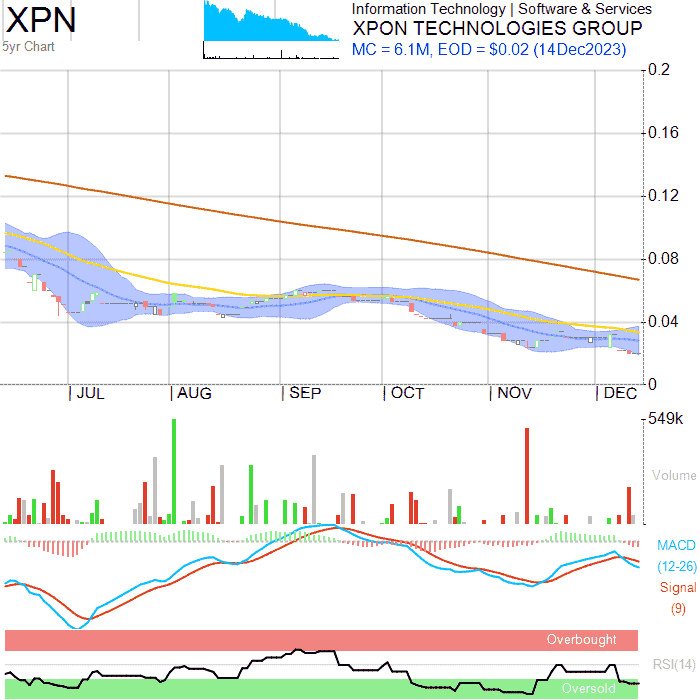 XPN
5yr Chart
Information Technology | Software & Services
XPON TECHNOLOGIES GROUP
MC = 6.1M, EOD = $0.02 (14Dec2023)
0.2
0.16
0.12
0.08
0.04
0
| JUL | AUG | SEP | OCT | NOV | DEC
549k
Volume
MACD
(12-26)
Signal
(9)
Overbought
RSI(14)
Oversold